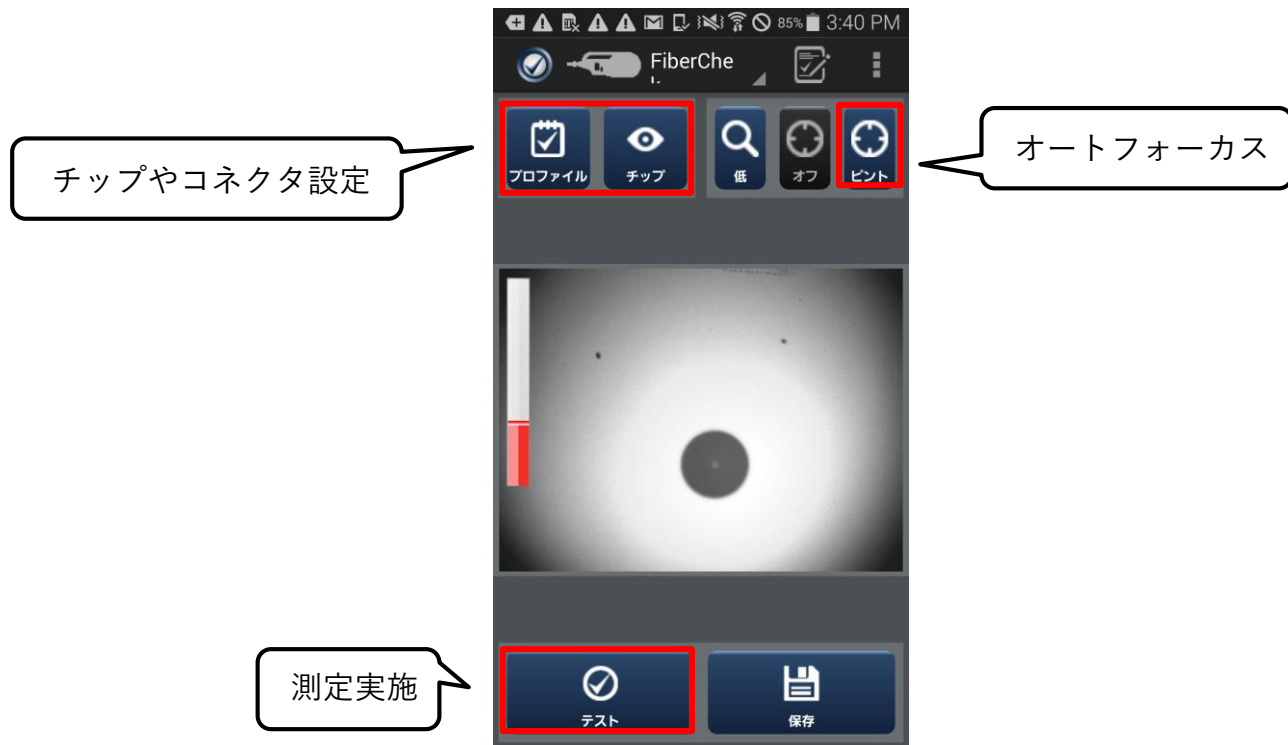 85% 3:40 PM
FiberChe
プロファイル
チップ
低
オフ
ピント
チップやコネクタ設定
オートフォーカス
測定実施
テスト
保存